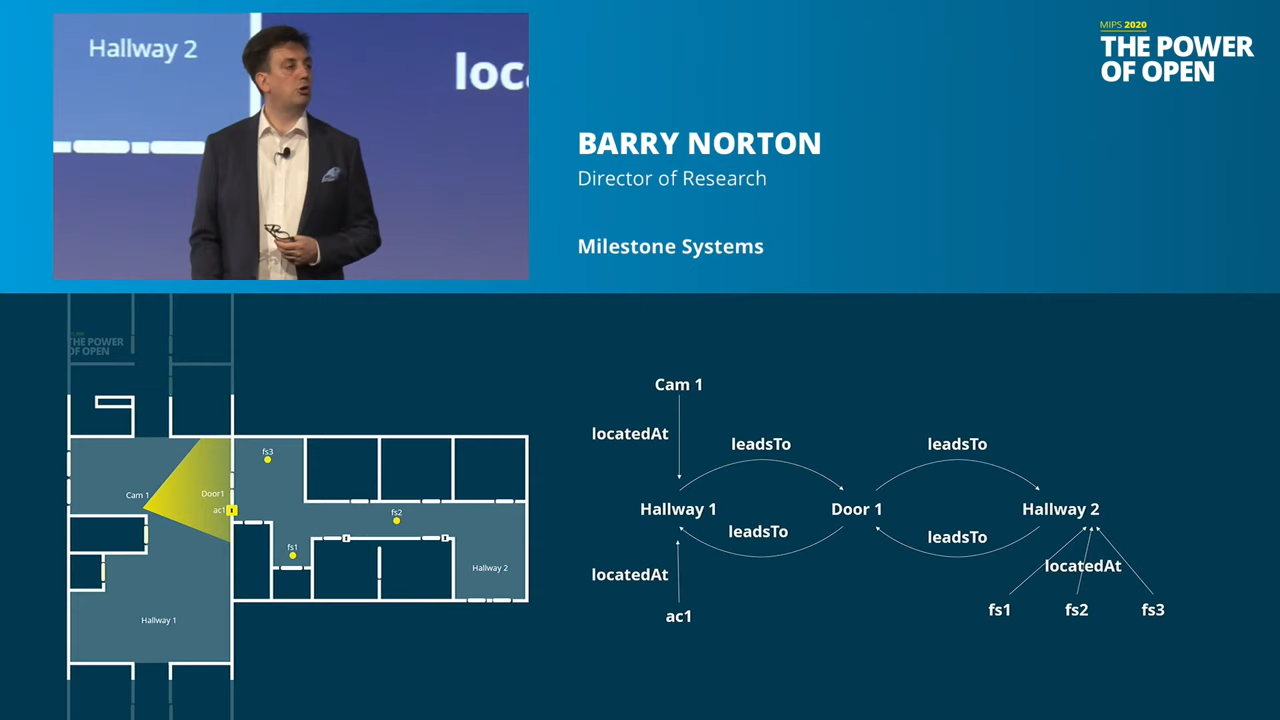 Hallway 2
MIPS 2020
THE POWER
OF OPEN
BARRY NORTON
Director of Research
Milestone Systems
THE POWER
OF OPEN
fs3
Cam 1
Door1
ac1
fs2
fs1
Hallway 2
Hallway 1
Cam 1
locatedAt
leadsTo
leadsTo
Hallway 1
Door 1
Hallway 2
leadsTo
leadsTo
locatedAt
locatedAt
ac1
fs1
fs2
fs3